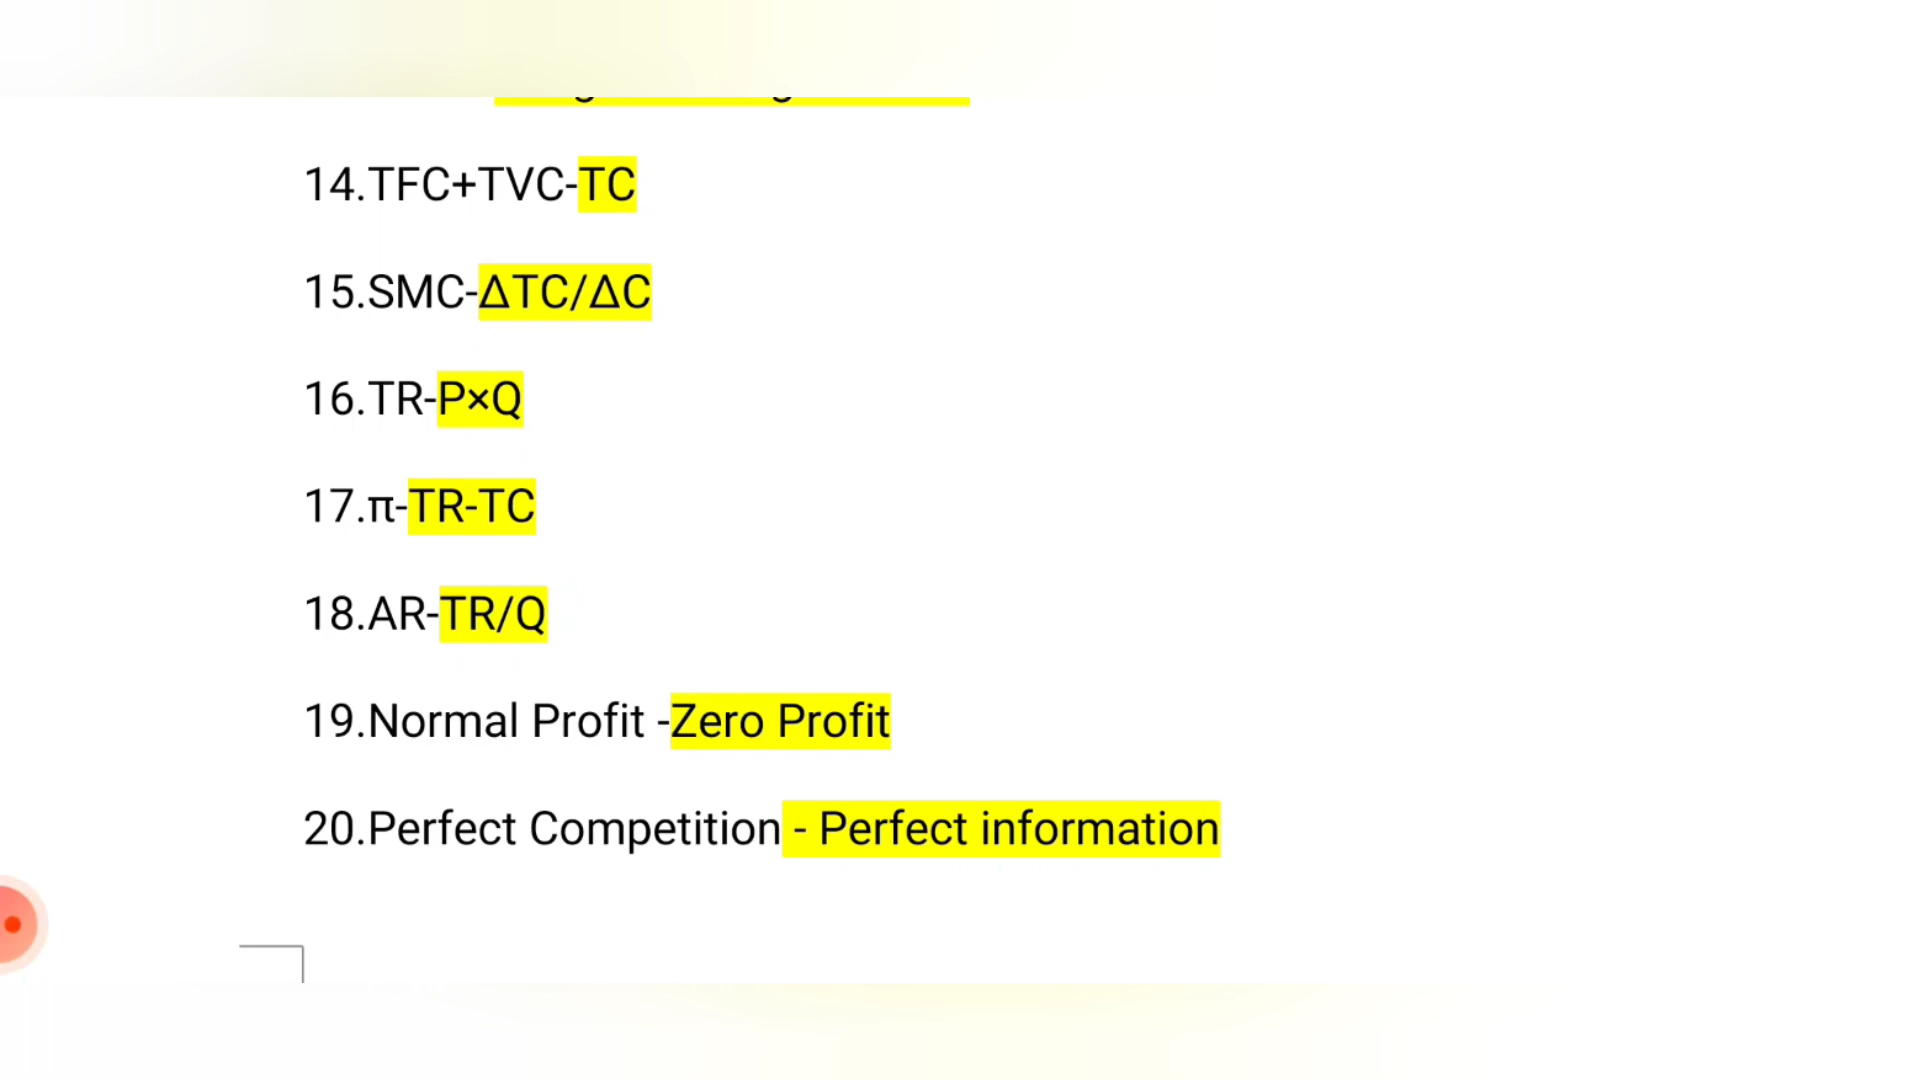 14.TFC+TVC-TC
15.SMC-ΔTC/ΔC
16.TR-P×Q
17.π-TR-TC
18.AR-TR/Q
19.Normal Profit -Zero Profit
20.Perfect Competition - Perfect information